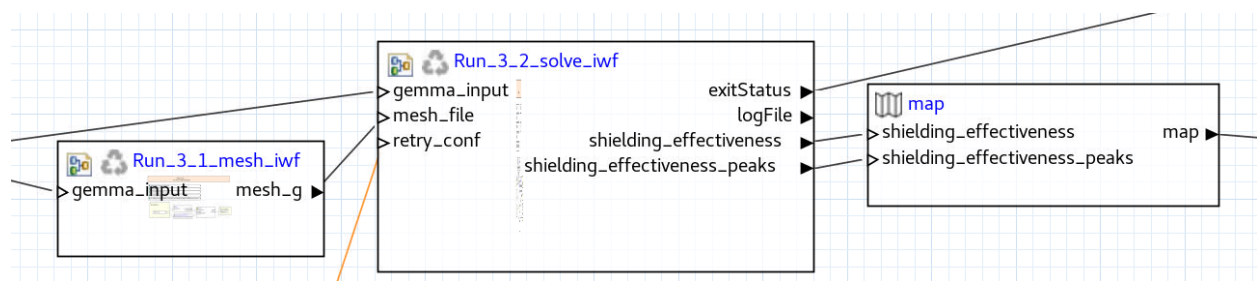 Run_3_1_mesh_iwf
gemma_input
mesh_g
Run_3_2_solve_iwf
gemma_input
mesh_file
retry_conf
exitStatus
logFile
shielding_effectiveness
shielding_effectiveness_peaks
map
shielding_effectiveness
shielding_effectiveness_peaks
map